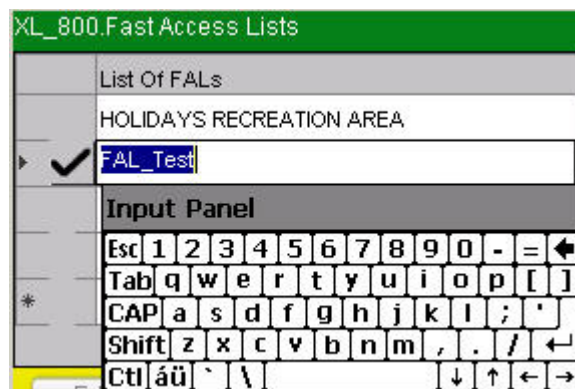 XL_800.Fast Access Lists
List Of FALs
HOLIDAYS RECREATION AREA
FAL_Test
Input Panel
Esc 1 2 3 4 5 6 7 8 9 0 - = ←
Tab q w e r t y u i o p [ ]
CAP a s d f g h j k l ; '
Shift z x c v b n m , . / ↵
Ctl áü ` \ ↓ ↑ ← →